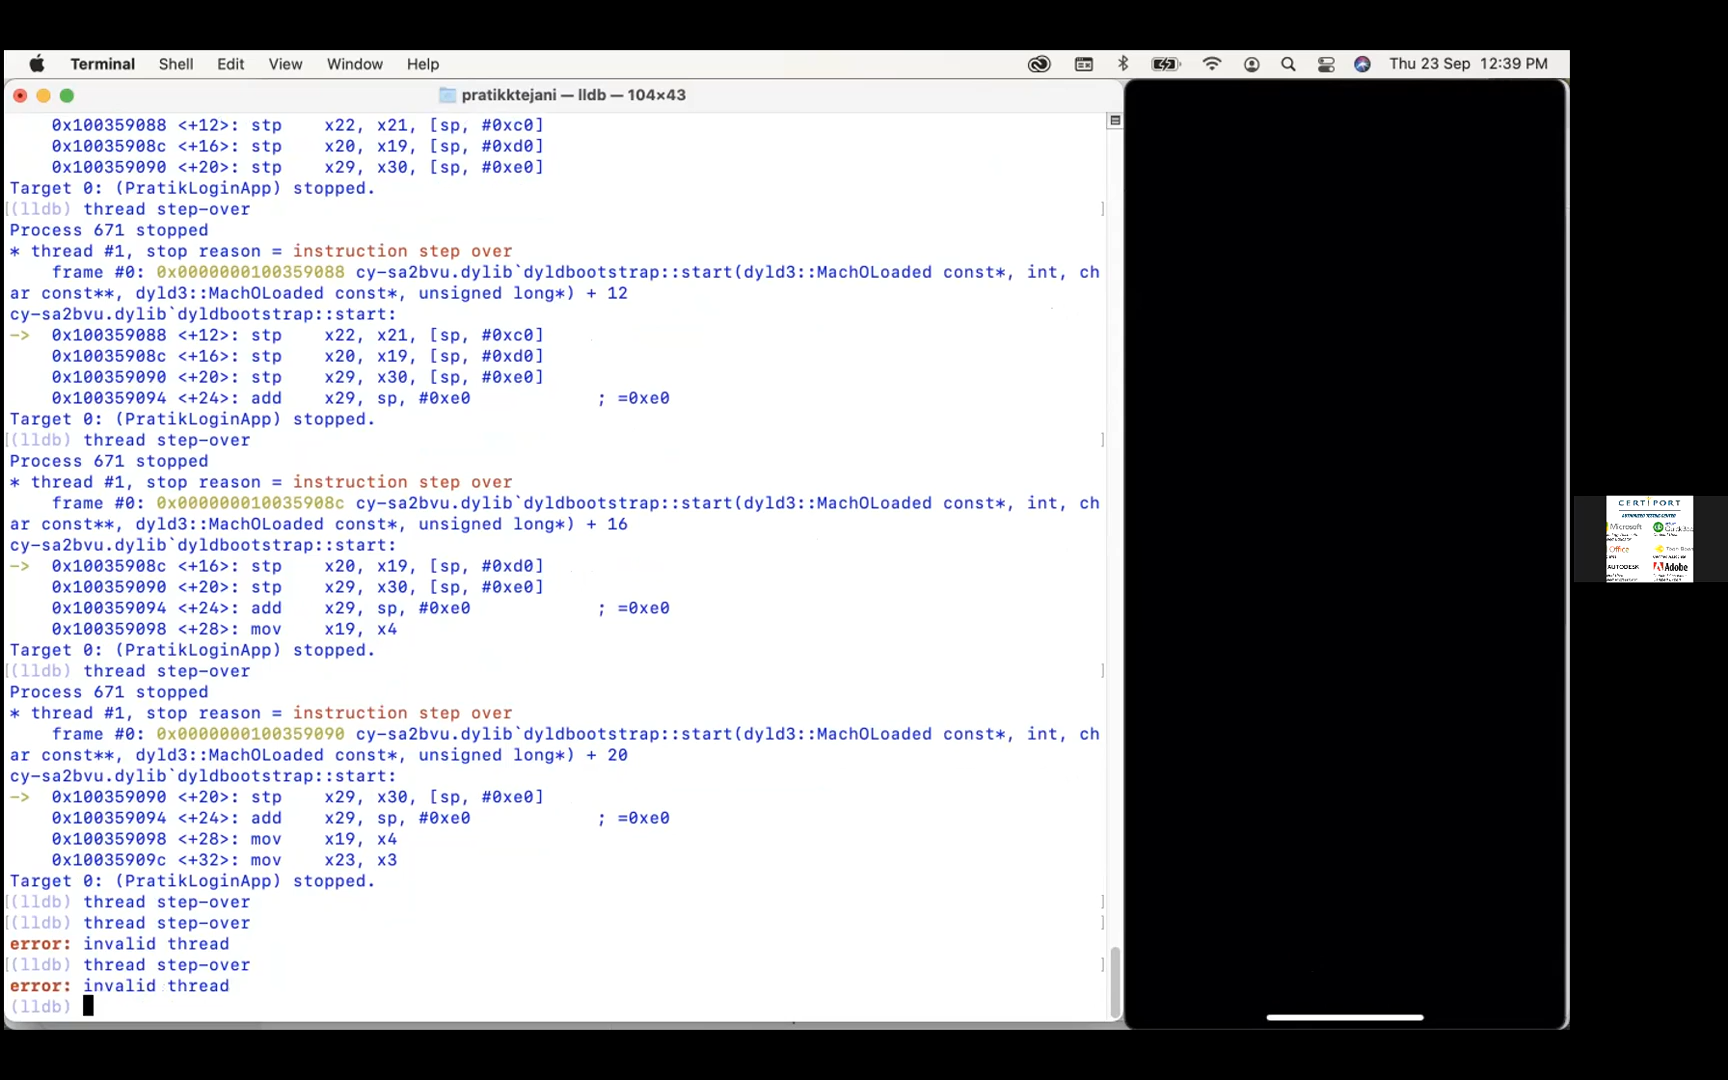 Terminal Shell Edit View Window Help Thu 23 Sep 12:39 PM
pratikktejani — lldb — 104×43
0x100359088 <+12>: stp x22, x21, [sp, #0xc0]
0x10035908c <+16>: stp x20, x19, [sp, #0xd0]
0x100359090 <+20>: stp x29, x30, [sp, #0xe0]
Target 0: (PratikLoginApp) stopped.
[(lldb) thread step-over ]
Process 671 stopped
* thread #1, stop reason = instruction step over
frame #0: 0x0000000100359088 cy-sa2bvu.dylib`dyldbootstrap::start(dyld3::MachOLoaded const*, int, ch
ar const**, dyld3::MachOLoaded const*, unsigned long*) + 12
cy-sa2bvu.dylib`dyldbootstrap::start:
-> 0x100359088 <+12>: stp x22, x21, [sp, #0xc0]
0x10035908c <+16>: stp x20, x19, [sp, #0xd0]
0x100359090 <+20>: stp x29, x30, [sp, #0xe0]
0x100359094 <+24>: add x29, sp, #0xe0 ; =0xe0
Target 0: (PratikLoginApp) stopped.
[(lldb) thread step-over ]
Process 671 stopped
* thread #1, stop reason = instruction step over
frame #0: 0x000000010035908c cy-sa2bvu.dylib`dyldbootstrap::start(dyld3::MachOLoaded const*, int, ch
ar const**, dyld3::MachOLoaded const*, unsigned long*) + 16
cy-sa2bvu.dylib`dyldbootstrap::start:
-> 0x10035908c <+16>: stp x20, x19, [sp, #0xd0]
0x100359090 <+20>: stp x29, x30, [sp, #0xe0]
0x100359094 <+24>: add x29, sp, #0xe0 ; =0xe0
0x100359098 <+28>: mov x19, x4
Target 0: (PratikLoginApp) stopped.
[(lldb) thread step-over ]
Process 671 stopped
* thread #1, stop reason = instruction step over
frame #0: 0x0000000100359090 cy-sa2bvu.dylib`dyldbootstrap::start(dyld3::MachOLoaded const*, int, ch
ar const**, dyld3::MachOLoaded const*, unsigned long*) + 20
cy-sa2bvu.dylib`dyldbootstrap::start:
-> 0x100359090 <+20>: stp x29, x30, [sp, #0xe0]
0x100359094 <+24>: add x29, sp, #0xe0 ; =0xe0
0x100359098 <+28>: mov x19, x4
0x10035909c <+32>: mov x23, x3
Target 0: (PratikLoginApp) stopped.
[(lldb) thread step-over ]
[(lldb) thread step-over ]
error: invalid thread
[(lldb) thread step-over ]
error: invalid thread
(lldb)
CERTIPORT
AUTHORIZED TESTING CENTER
Microsoft
Office
AUTODESK Adobe